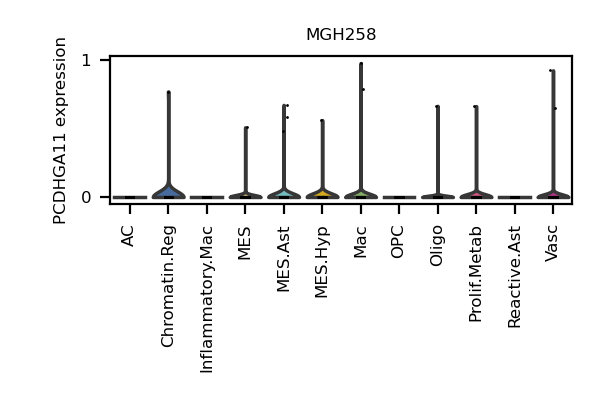 MGH258
PCDHGA11 expression
1
0
AC
Chromatin.Reg
Inflammatory.Mac
MES
MES.Ast
MES.Hyp
Mac
OPC
Oligo
Prolif.Metab
Reactive.Ast
Vasc